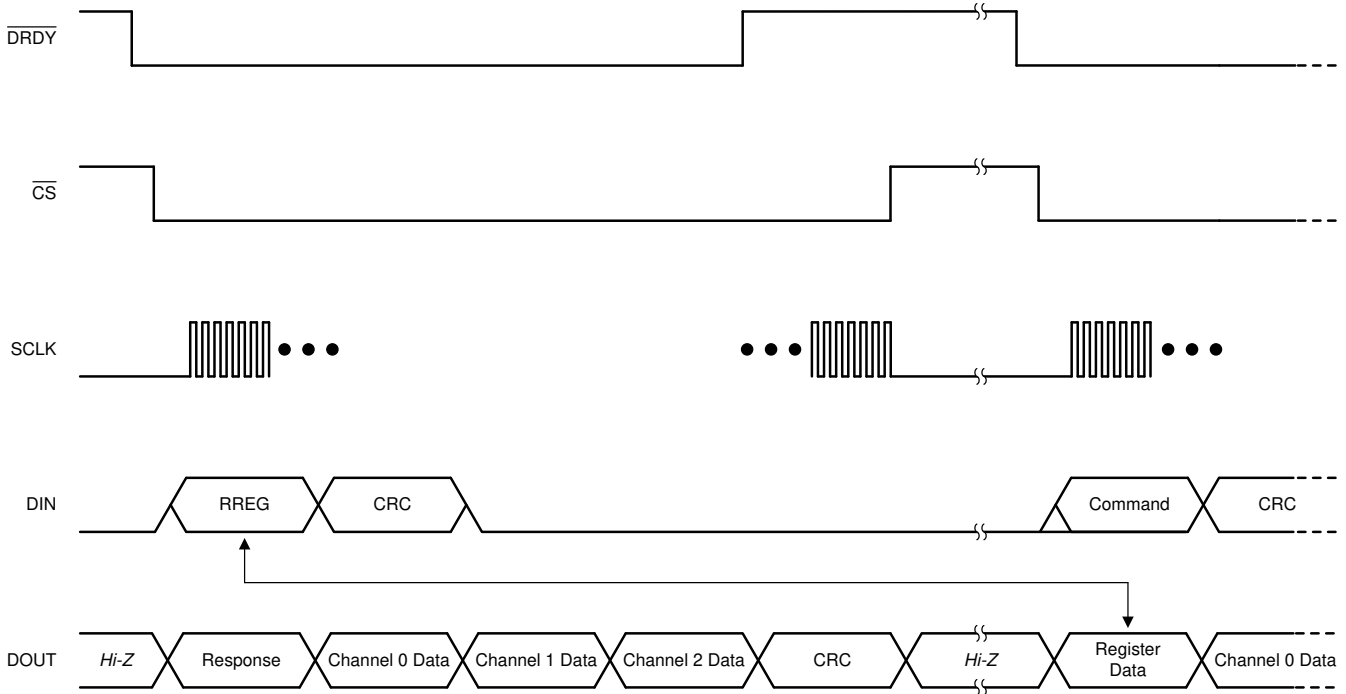 DRDY
CS
SCLK
DIN
RREG
CRC
Command
CRC
DOUT
Hi-Z
Response
Channel 0 Data
Channel 1 Data
Channel 2 Data
CRC
Hi-Z
Register
Data
Channel 0 Data